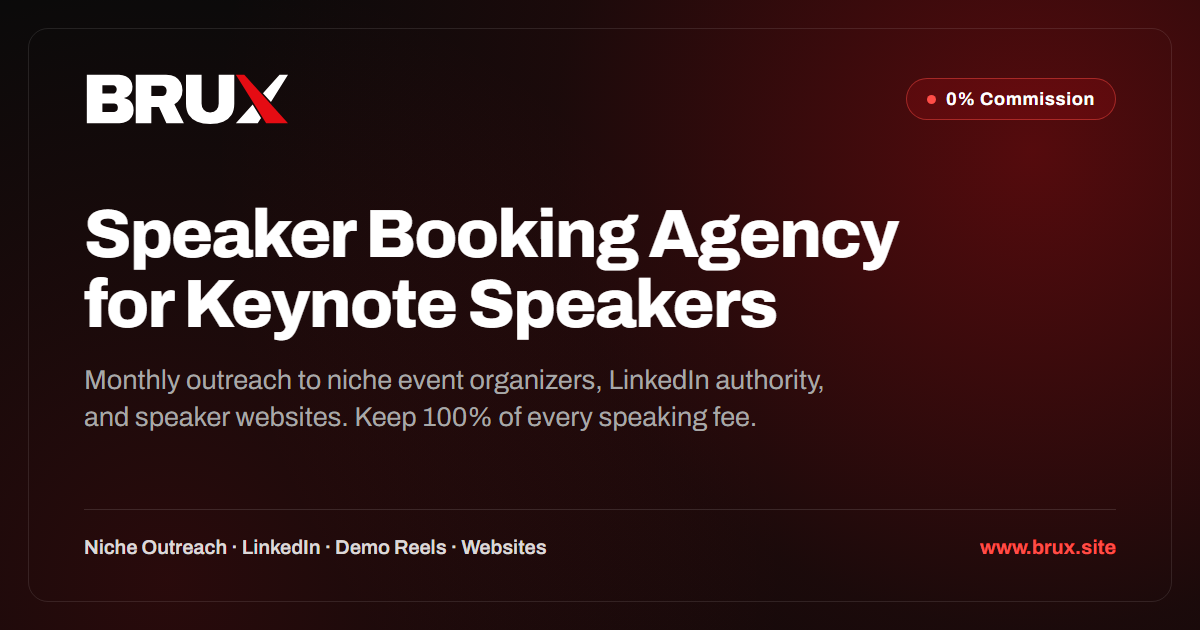 BRUX
0% Commission
Speaker Booking Agency
for Keynote Speakers
Monthly outreach to niche event organizers, LinkedIn authority,
and speaker websites. Keep 100% of every speaking fee.
Niche Outreach · LinkedIn · Demo Reels · Websites
www.brux.site